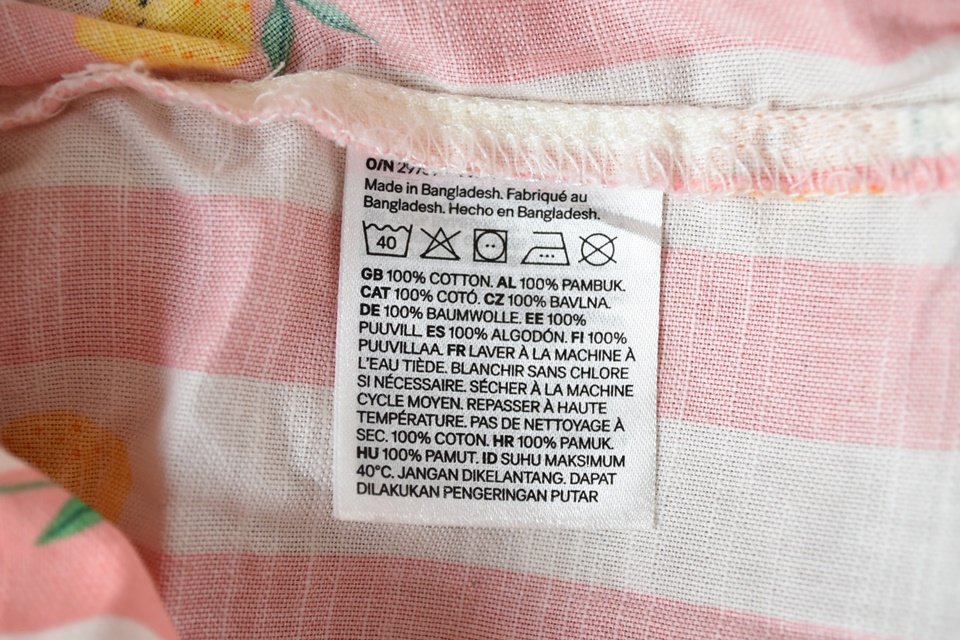 O/N
Made in Bangladesh. Fabriqué au
Bangladesh. Hecho en Bangladesh.
40
GB 100% COTTON. AL 100% PAMBUK.
CAT 100% COTÓ. CZ 100% BAVLNA.
DE 100% BAUMWOLLE. EE 100%
PUUVILL. ES 100% ALGODÓN. FI 100%
PUUVILLAA. FR LAVER À LA MACHINE À
L'EAU TIÈDE. BLANCHIR SANS CHLORE
SI NÉCESSAIRE. SÉCHER À LA MACHINE
CYCLE MOYEN. REPASSER À HAUTE
TEMPÉRATURE. PAS DE NETTOYAGE À
SEC. 100% COTON. HR 100% PAMUK.
HU 100% PAMUT. ID SUHU MAKSIMUM
40°C. JANGAN DIKELANTANG. DAPAT
DILAKUKAN PENGERINGAN PUTAR